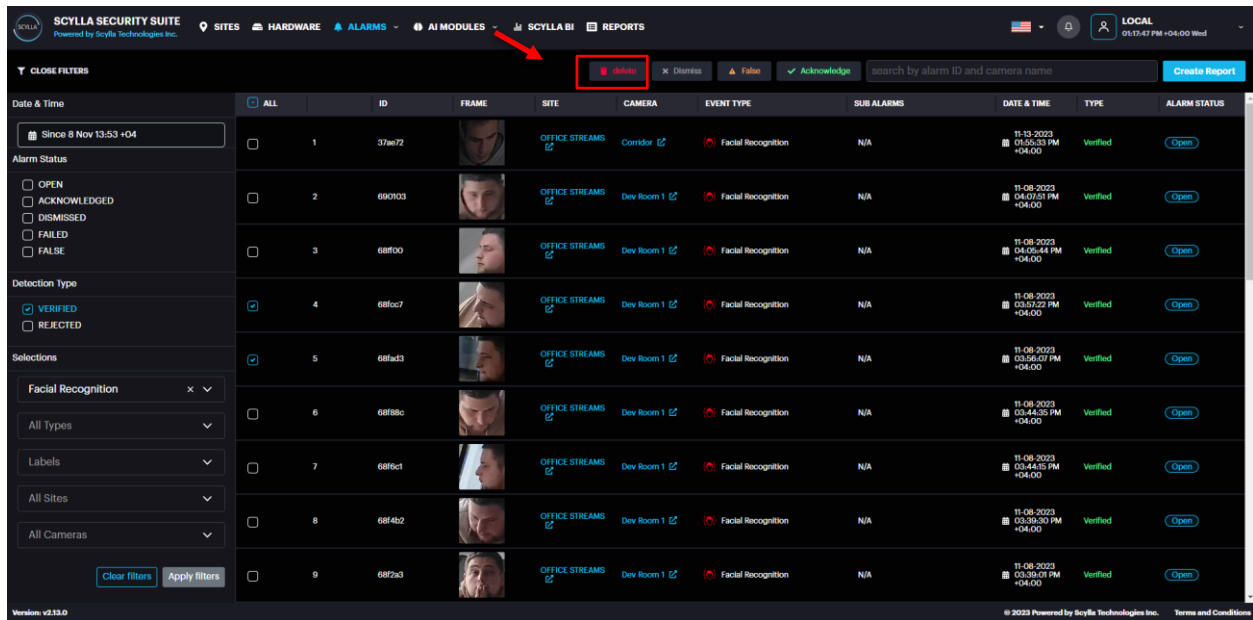 SCYLLA
SCYLLA SECURITY SUITE
Powered by Scylla Technologies Inc.
SITES HARDWARE ALARMS AI MODULES SCYLLA BI REPORTS
LOCAL
01:17:47 PM +04:00 Wed
CLOSE FILTERS
delete Dismiss False Acknowledge search by alarm ID and camera name Create Report
Date & Time
ALL ID FRAME SITE CAMERA EVENT TYPE SUB ALARMS DATE & TIME TYPE ALARM STATUS
Since 8 Nov 13:53 +04
Alarm Status
OPEN
ACKNOWLEDGED
DISMISSED
FAILED
FALSE
Detection Type
VERIFIED
REJECTED
Selections
Facial Recognition
All Types
Labels
All Sites
All Cameras
Clear filters Apply filters
1 37ae72 OFFICE STREAMS Corridor Facial Recognition N/A 11-13-2023 01:55:33 PM +04:00 Verified Open
2 690103 OFFICE STREAMS Dev Room 1 Facial Recognition N/A 11-08-2023 04:07:51 PM +04:00 Verified Open
3 68ff00 OFFICE STREAMS Dev Room 1 Facial Recognition N/A 11-08-2023 04:05:44 PM +04:00 Verified Open
4 68fcc7 OFFICE STREAMS Dev Room 1 Facial Recognition N/A 11-08-2023 03:57:22 PM +04:00 Verified Open
5 68fad3 OFFICE STREAMS Dev Room 1 Facial Recognition N/A 11-08-2023 03:56:07 PM +04:00 Verified Open
6 68f88c OFFICE STREAMS Dev Room 1 Facial Recognition N/A 11-08-2023 03:44:35 PM +04:00 Verified Open
7 68f6c1 OFFICE STREAMS Dev Room 1 Facial Recognition N/A 11-08-2023 03:44:15 PM +04:00 Verified Open
8 68f4b2 OFFICE STREAMS Dev Room 1 Facial Recognition N/A 11-08-2023 03:39:30 PM +04:00 Verified Open
9 68f2a3 OFFICE STREAMS Dev Room 1 Facial Recognition N/A 11-08-2023 03:39:01 PM +04:00 Verified Open
Version: v2.13.0
© 2023 Powered by Scylla Technologies Inc. Terms and Conditions